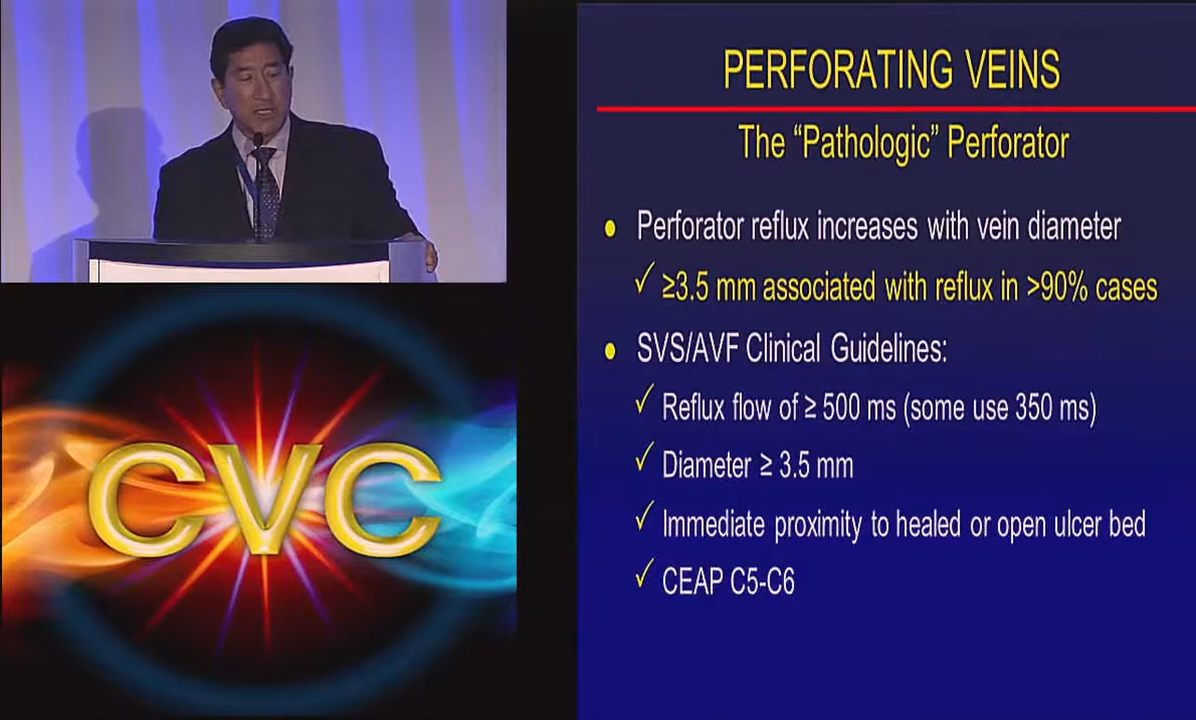 PERFORATING VEINS
The “Pathologic” Perforator
Perforator reflux increases with vein diameter
≥3.5 mm associated with reflux in >90% cases
SVS/AVF Clinical Guidelines:
Reflux flow of ≥ 500 ms (some use 350 ms)
Diameter ≥ 3.5 mm
Immediate proximity to healed or open ulcer bed
CEAP C5-C6
CVC